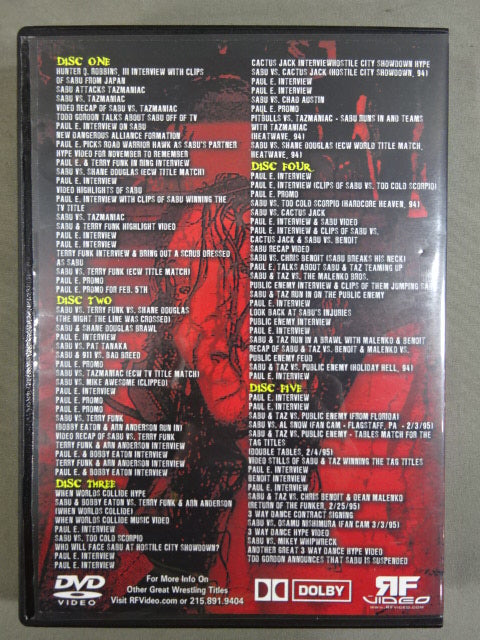 DISC ONE
HUNTER Q. ROBBINS, III INTERVIEW WITH CLIPS
OF SABU FROM JAPAN
SABU ATTACKS TAZMANIAC
SABU VS. TAZMANIAC
VIDEO RECAP OF SABU VS. TAZMANIAC
TODD GORDON TALKS ABOUT SABU OFF OF TV
PAUL E. INTERVIEW ON SABU
NEW DANGEROUS ALLIANCE FORMATION
PAUL E. PICKS ROAD WARRIOR HAWK AS SABU'S PARTNER
HYPE VIDEO FOR NOVEMBER TO REMEMBER
PAUL E. & TERRY FUNK IN RING INTERVIEW
SABU VS. SHANE DOUGLAS (ECW TITLE MATCH)
PAUL E. INTERVIEW
VIDEO HIGHLIGHTS OF SABU
PAUL E. INTERVIEW WITH CLIPS OF SABU WINNING THE
TV TITLE
SABU VS. TAZMANIAC
SABU & TERRY FUNK HIGHLIGHT VIDEO
PAUL E. INTERVIEW
PAUL E. INTERVIEW
TERRY FUNK INTERVIEW & BRING OUT A SCRUB DRESSED
AS SABU
SABU VS. TERRY FUNK (ECW TITLE MATCH)
PAUL E. PROMO
PAUL E. PROMO FOR FEB. 5TH
DISC TWO
SABU VS. TERRY FUNK VS. SHANE DOUGLAS
(THE NIGHT THE LINE WAS CROSSED)
SABU & SHANE DOUGLAS BRAWL
PAUL E. INTERVIEW
SABU VS. PAT TANAKA
SABU & 911 VS. BAD BREED
PAUL E. PROMO
SABU VS. TAZMANIAC (ECW TV TITLE MATCH)
SABU VS. MIKE AWESOME (CLIPPED)
PAUL E. INTERVIEW
PAUL E. PROMO
PAUL E. PROMO
SABU VS. TERRY FUNK
(BOBBY EATON & ARN ANDERSON RUN IN)
VIDEO RECAP OF SABU VS. TERRY FUNK
TERRY FUNK & ARN ANDERSON INTERVIEW
PAUL E. & BOBBY EATON INTERVIEW
TERRY FUNK & ARN ANDERSON INTERVIEW
PAUL E. & BOBBY EATON INTERVIEW
DISC THREE
WHEN WORLDS COLLIDE HYPE
SABU & BOBBY EATON VS. TERRY FUNK & ARN ANDERSON
(WHEN WORLDS COLLIDE)
WHEN WORLDS COLLIDE MUSIC VIDEO
PAUL E. INTERVIEW
SABU VS. TOO COLD SCORPIO
WHO WILL FACE SABU AT HOSTILE CITY SHOWDOWN?
PAUL E. INTERVIEW
PAUL E. INTERVIEW
CACTUS JACK INTERVIEWHOSTILE CITY SHOWDOWN HYPE
SABU VS. CACTUS JACK (HOSTILE CITY SHOWDOWN, 94)
PAUL E. INTERVIEW
PAUL E. INTERVIEW
SABU VS. CHAD AUSTIN
PAUL E. PROMO
PITBULLS VS. TAZMANIAC - SABU RUNS IN AND TEAMS
WITH TAZMANIAC
(HEATWAVE, 94)
SABU VS. SHANE DOUGLAS (ECW WORLD TITLE MATCH,
HEATWAVE, 94)
DISC FOUR
PAUL E. INTERVIEW
PAUL E. INTERVIEW (CLIPS OF SABU VS. TOO COLD SCORPIO)
PAUL E. PROMO
SABU VS. TOO COLD SCORPIO (HARDCORE HEAVEN, 94)
SABU VS. CACTUS JACK
PAUL E. INTERVIEW & SABU VIDEO
PAUL E. INTERVIEW & CLIPS OF SABU VS.
CACTUS JACK & SABU VS. BENOIT
SABU RECAP VIDEO
SABU VS. CHRIS BENOIT (SABU BREAKS HIS NECK)
PAUL E. TALKS ABOUT SABU & TAZ TEAMING UP
SABU & TAZ VS. THE MALENKO BROS.
PUBLIC ENEMY INTERVIEW & CLIPS OF THEM JUMPING SABU
SABU & TAZ RUN IN ON THE PUBLIC ENEMY
PAUL E. INTERVIEW
LOOK BACK AT SABU'S INJURIES
PUBLIC ENEMY INTERVIEW
PAUL E. INTERVIEW
SABU & TAZ RUN IN A BRAWL WITH MALENKO & BENOIT
RECAP OF SABU & TAZ VS. BENOIT & MALENKO VS.
PUBLIC ENEMY FEUD
SABU & TAZ VS. PUBLIC ENEMY (HOLIDAY HELL, 94)
PAUL E. INTERVIEW
DISC FIVE
PAUL E. INTERVIEW
PAUL E. INTERVIEW
SABU & TAZ VS. PUBLIC ENEMY (FROM FLORIDA)
SABU VS. AL SNOW (FAN CAM - FLAGSTAFF, PA - 2/3/95)
SABU & TAZ VS. PUBLIC ENEMY - TABLES MATCH FOR THE
TAG TITLES
(DOUBLE TABLES, 2/4/95)
VIDEO STILLS OF SABU & TAZ WINNING THE TAG TITLES
PAUL E. INTERVIEW
BENOIT INTERVIEW
PAUL E. INTERVIEW
SABU & TAZ VS. CHRIS BENOIT & DEAN MALENKO
(RETURN OF THE FUNKER, 2/25/95)
3 WAY DANCE CONTRACT SIGNING
SABU VS. OSAMU NISHIMURA (FAN CAM 3/3/95)
3 WAY DANCE HYPE VIDEO
SABU VS. MIKEY WHIPWRECK
ANOTHER GREAT 3 WAY DANCE HYPE VIDEO
TOD GORDON ANNOUNCES THAT SABU IS SUSPENDED
DVD
VIDEO
For More Info On
Other Great Wrestling Titles
Visit RFVideo.com or 215.891.9404
DOLBY
RF
VIDEO
WWW.RFVIDEO.COM